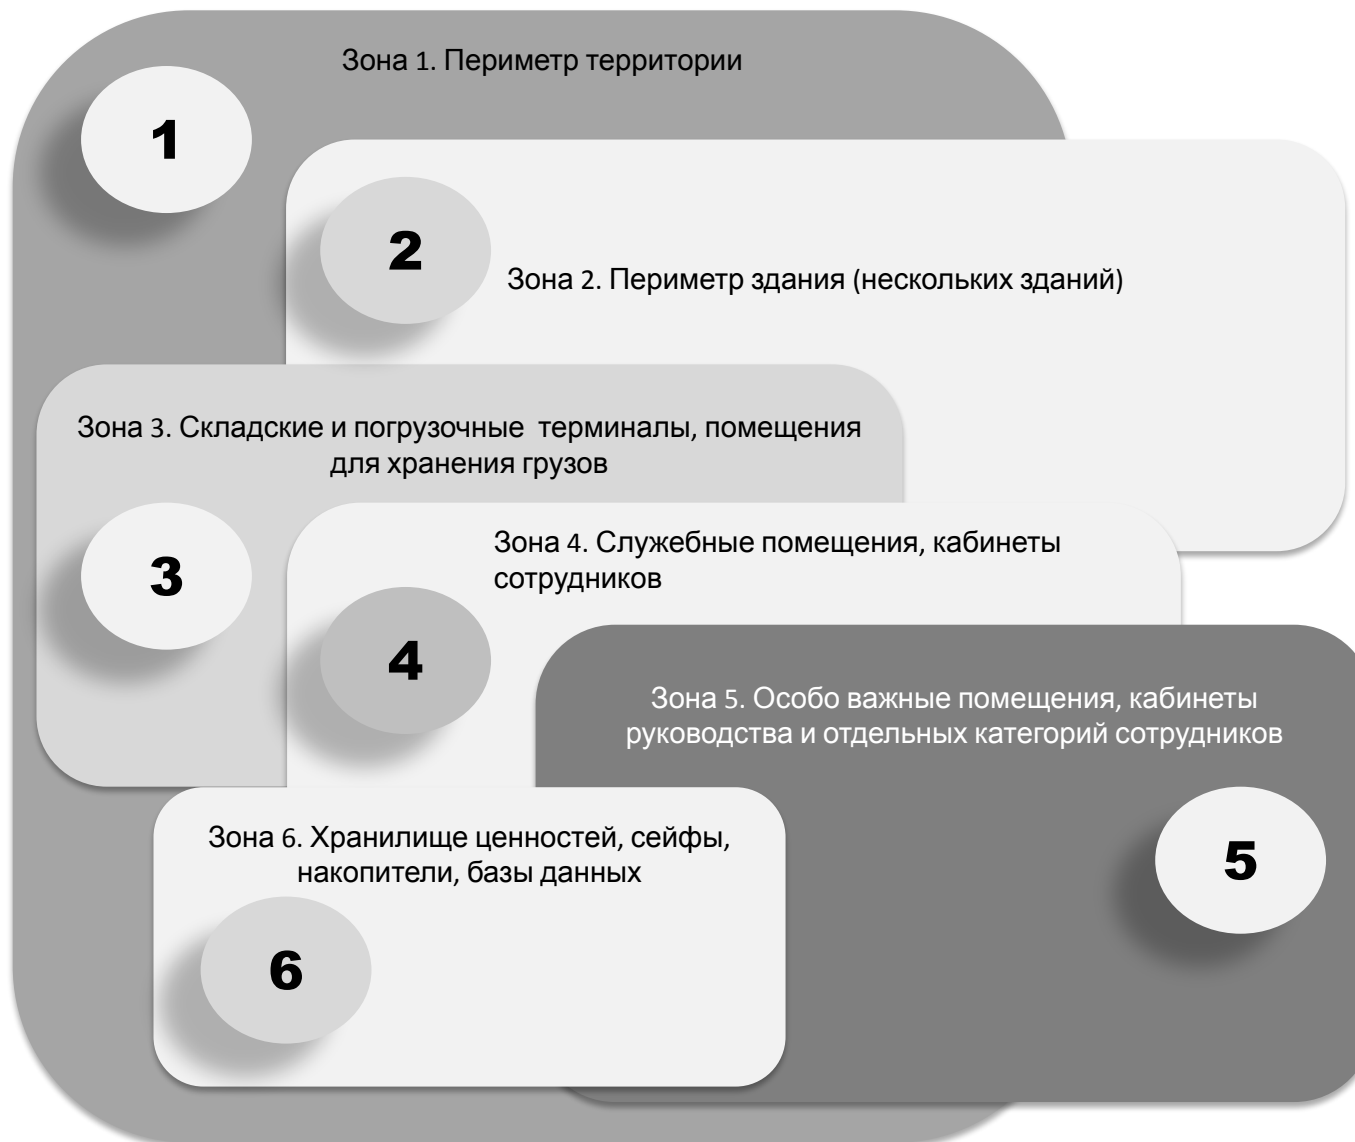 Зона 1. Периметр территории
1
2
Зона 2. Периметр здания (нескольких зданий)
Зона 3. Складские и погрузочные терминалы, помещения
для хранения грузов
3
Зона 4. Служебные помещения, кабинеты
сотрудников
4
Зона 5. Особо важные помещения, кабинеты
руководства и отдельных категорий сотрудников
5
Зона 6. Хранилище ценностей, сейфы,
накопители, базы данных
6